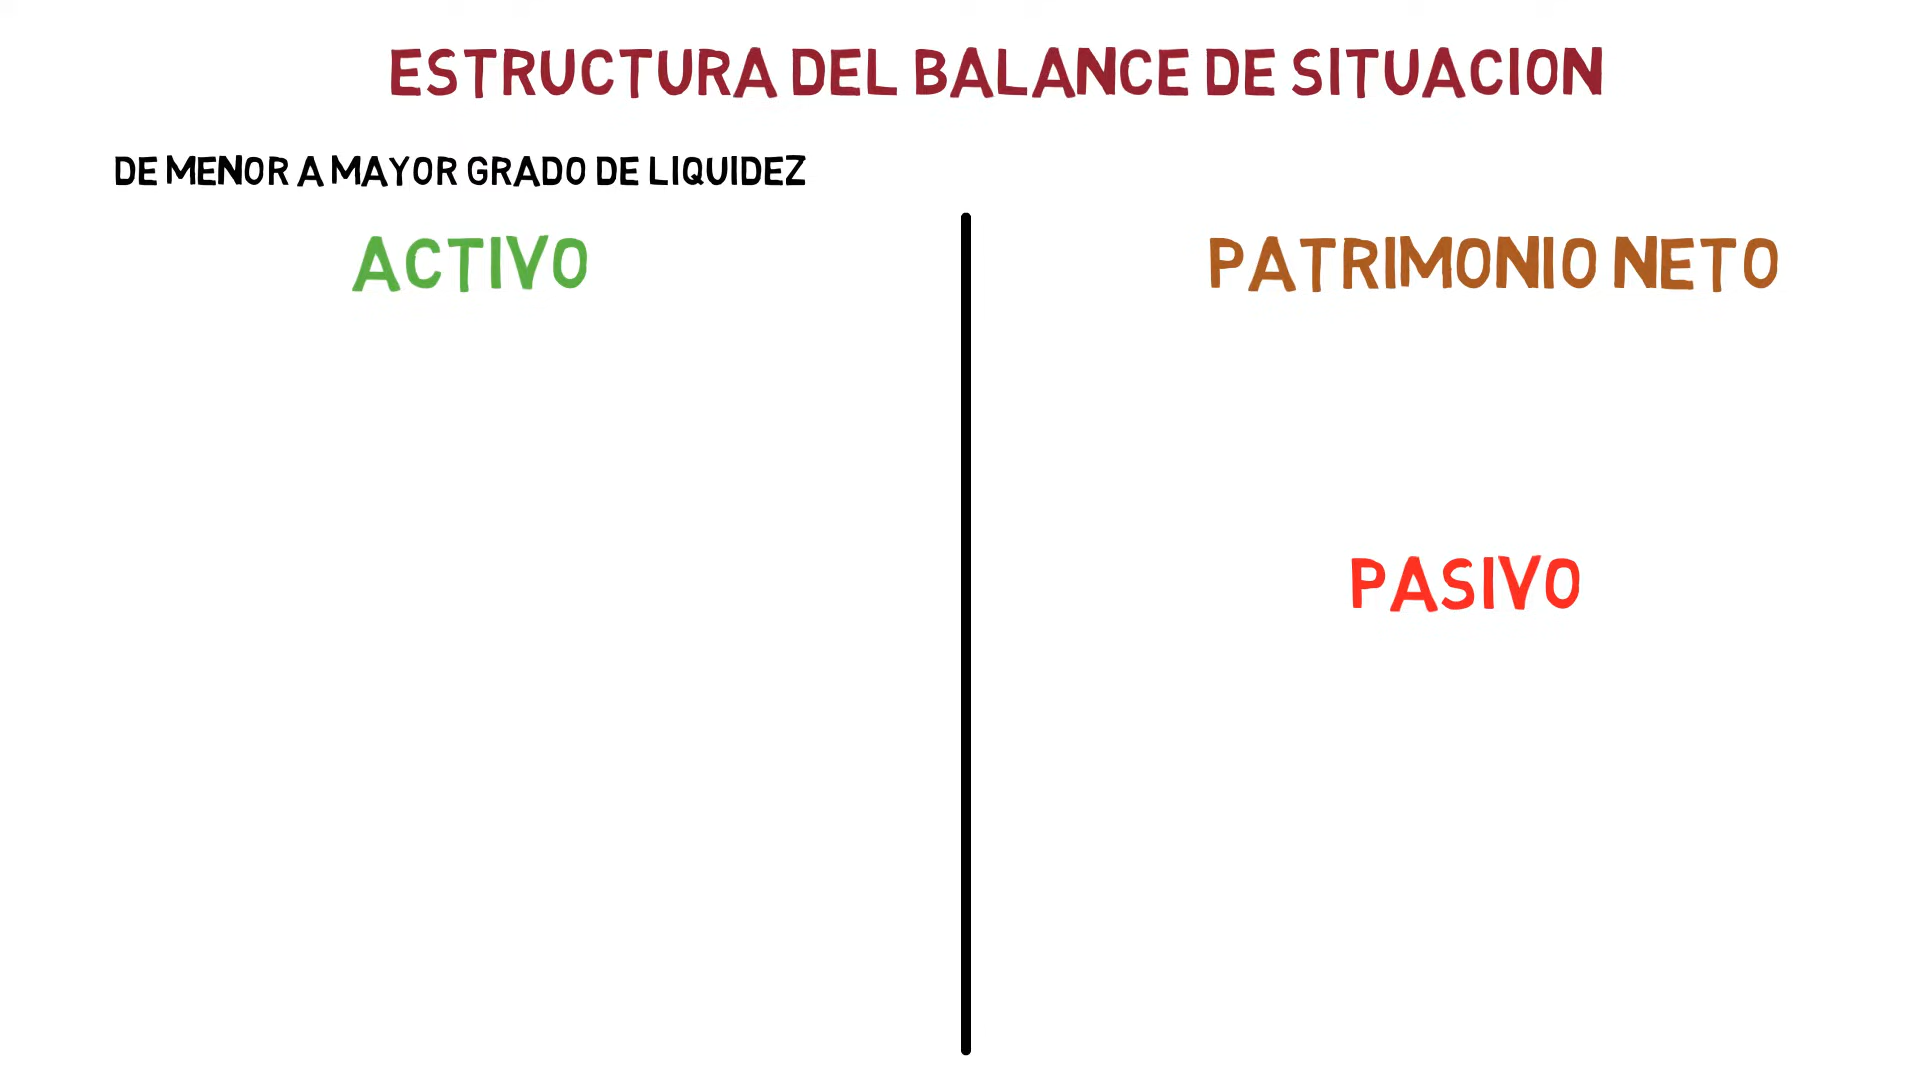 ESTRUCTURA DEL BALANCE DE SITUACION
DE MENOR A MAYOR GRADO DE LIQUIDEZ
ACTIVO
PATRIMONIO NETO
PASIVO